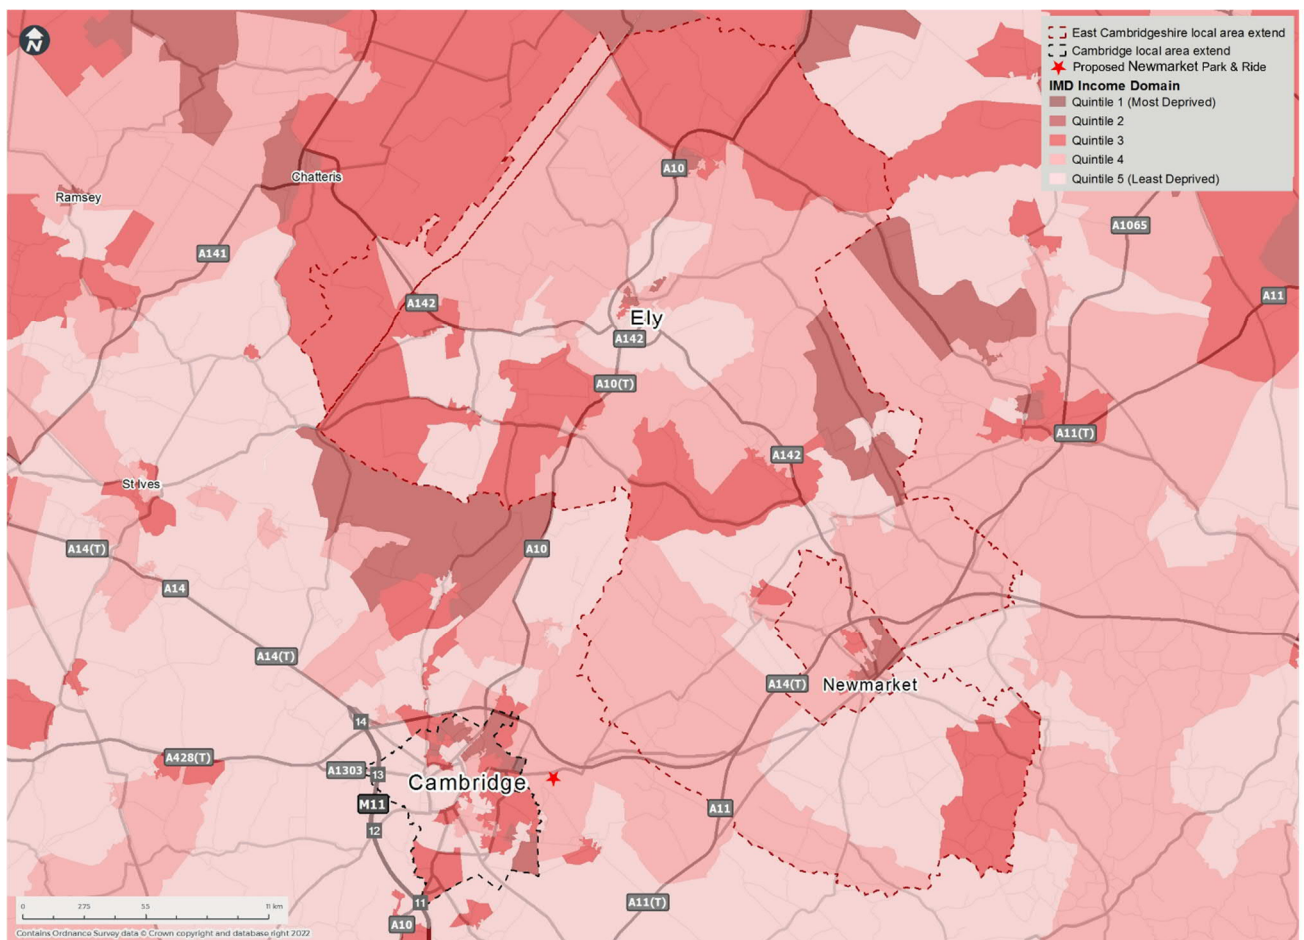 N
East Cambridgeshire local area extend
Cambridge local area extend
Proposed Newmarket Park & Ride
IMD Income Domain
Quintile 1 (Most Deprived)
Quintile 2
Quintile 3
Quintile 4
Quintile 5 (Least Deprived)
A10
Chatteris
Ramsey
A1065
A141
A11
A142
Ely
A142
A10(T)
A11(T)
A142
St Ives
A14(T)
A10
A14
A14(T)
A14(T)
Newmarket
14
A428(T)
A1303
13
Cambridge
M11
A11
12
11
A11(T)
A10
0 275 5.5 11 km
Contains Ordnance Survey data © Crown copyright and database right 2022